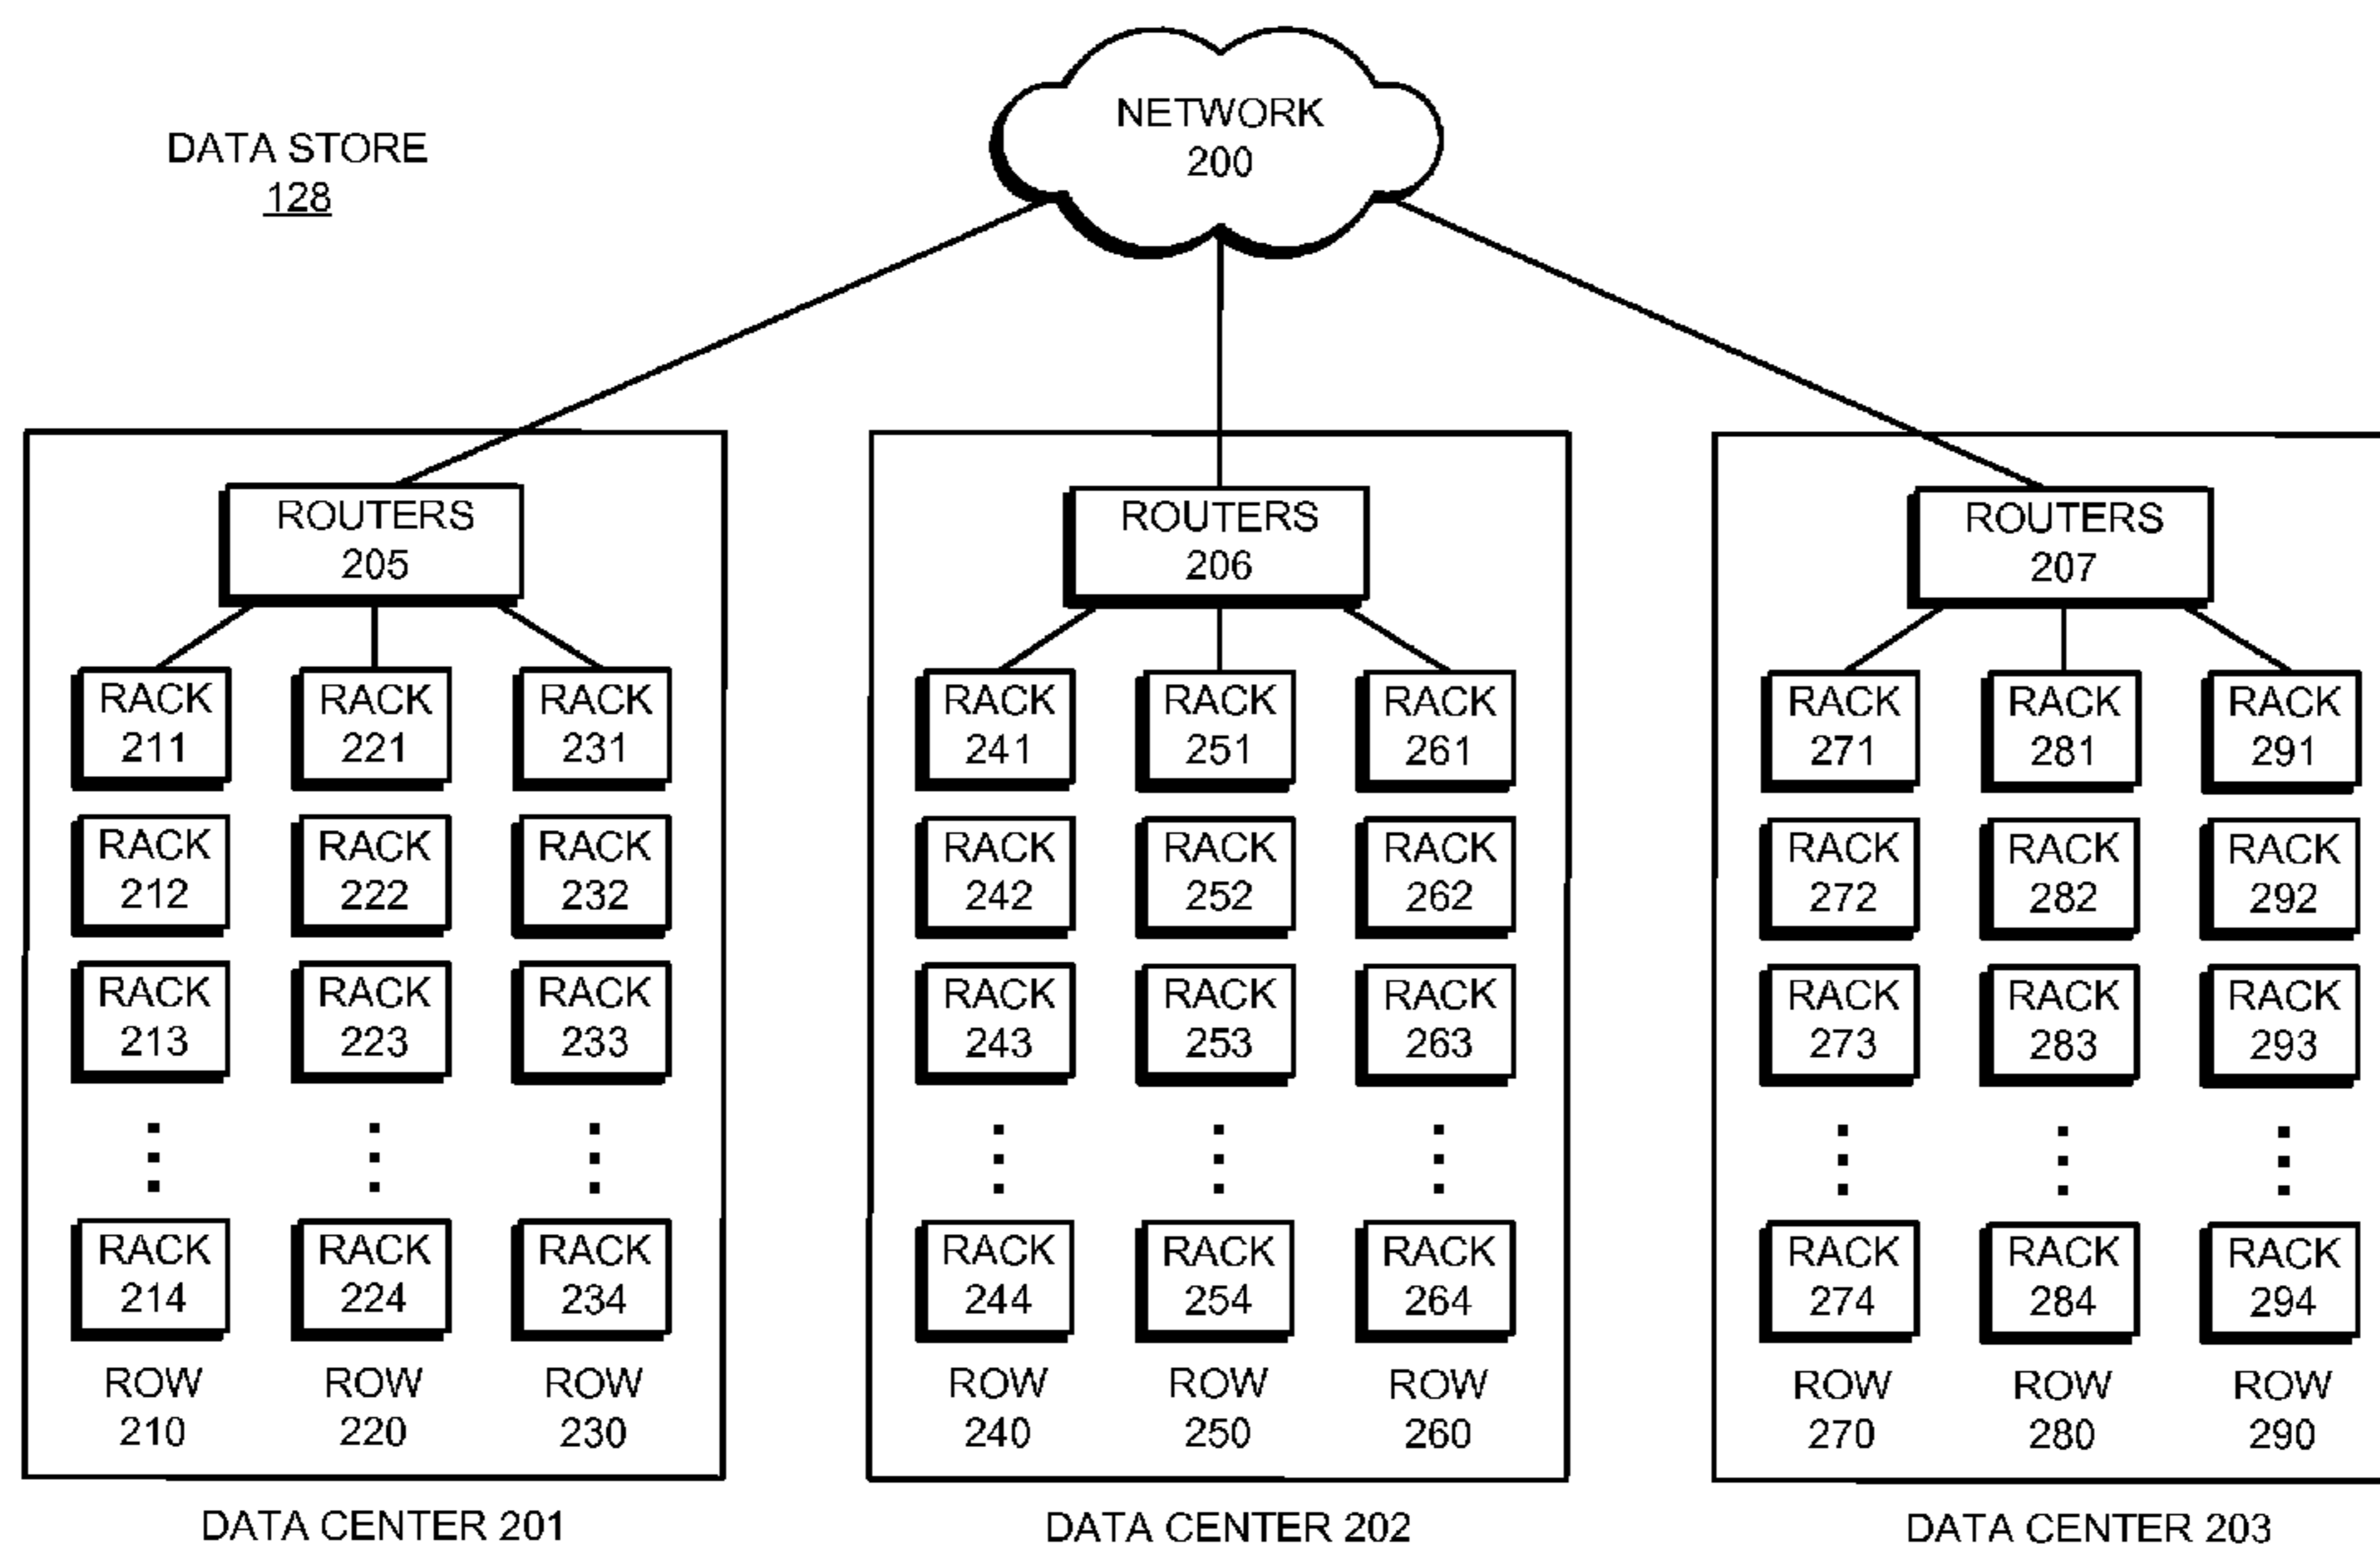 NETWORK
200
DATA STORE
128
ROUTERS
205
RACK
211
RACK
221
RACK
231
RACK
212
RACK
222
RACK
232
RACK
213
RACK
223
RACK
233
RACK
214
RACK
224
RACK
234
ROW
210
ROW
220
ROW
230
DATA CENTER 201
ROUTERS
206
RACK
241
RACK
251
RACK
261
RACK
242
RACK
252
RACK
262
RACK
243
RACK
253
RACK
263
RACK
244
RACK
254
RACK
264
ROW
240
ROW
250
ROW
260
DATA CENTER 202
ROUTERS
207
RACK
271
RACK
281
RACK
291
RACK
272
RACK
282
RACK
292
RACK
273
RACK
283
RACK
293
RACK
274
RACK
284
RACK
294
ROW
270
ROW
280
ROW
290
DATA CENTER 203